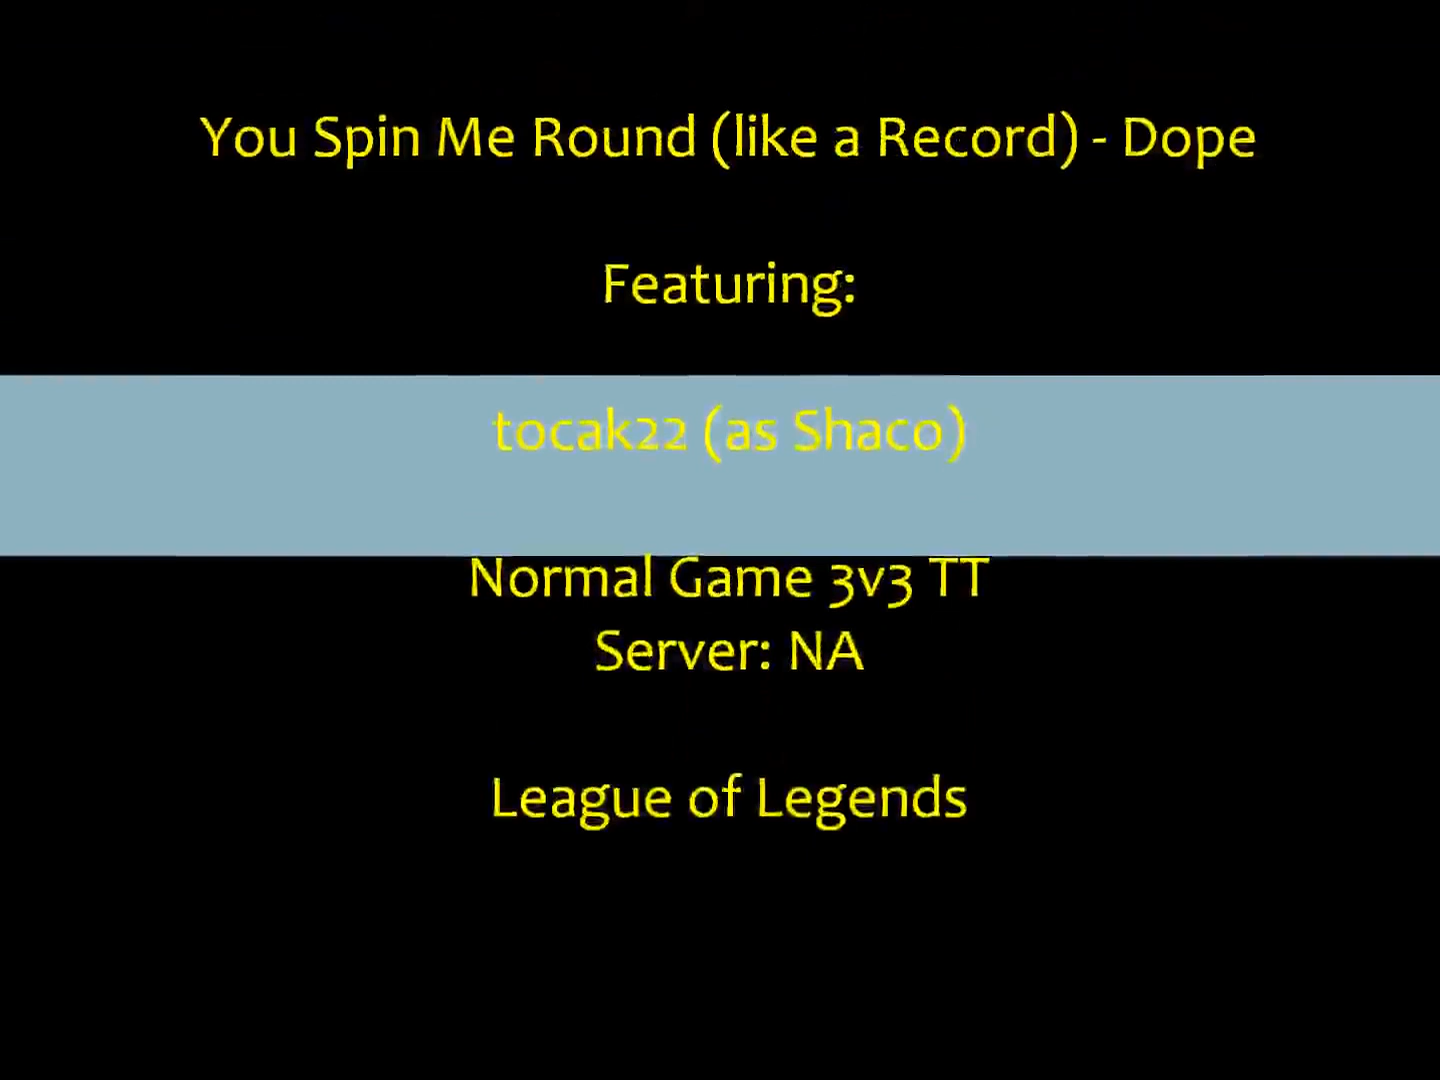 You Spin Me Round (like a Record) - Dope
Featuring:
tocak22 (as Shaco)
Normal Game 3v3 TT
Server: NA
League of Legends